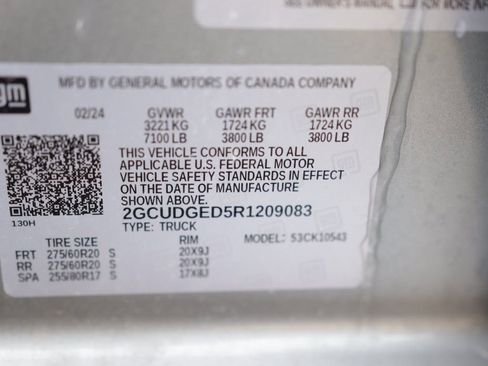 SEE OWNER'S MANUAL
gm
MFD BY GENERAL MOTORS OF CANADA COMPANY
02/24 GVWR GAWR FRT GAWR RR
3221 KG 1724 KG 1724 KG
7100 LB 3800 LB 3800 LB
THIS VEHICLE CONFORMS TO ALL
APPLICABLE U.S. FEDERAL MOTOR
VEHICLE SAFETY STANDARDS IN EFFECT
ON THE DATE OF MANUFACTURE
SHOWN ABOVE.
130H
2GCUDGED5R1209083
TYPE: TRUCK MODEL: 53CK10543
TIRE SIZE RIM
FRT 275/60R20 S 20X9J
RR 275/60R20 S 20X9J
SPA 255/80R17 S 17X8J